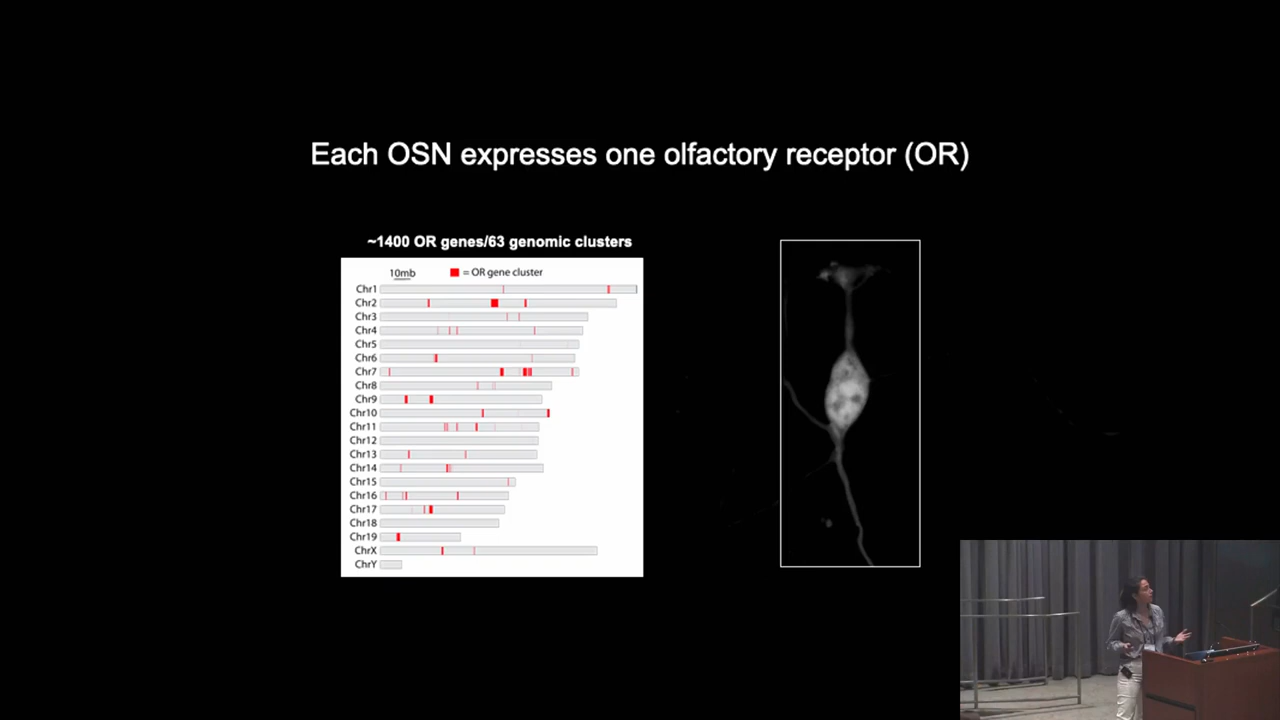 Each OSN expresses one olfactory receptor (OR)
~1400 OR genes/63 genomic clusters
10mb
= OR gene cluster
Chr1
Chr2
Chr3
Chr4
Chr5
Chr6
Chr7
Chr8
Chr9
Chr10
Chr11
Chr12
Chr13
Chr14
Chr15
Chr16
Chr17
Chr18
Chr19
ChrX
ChrY